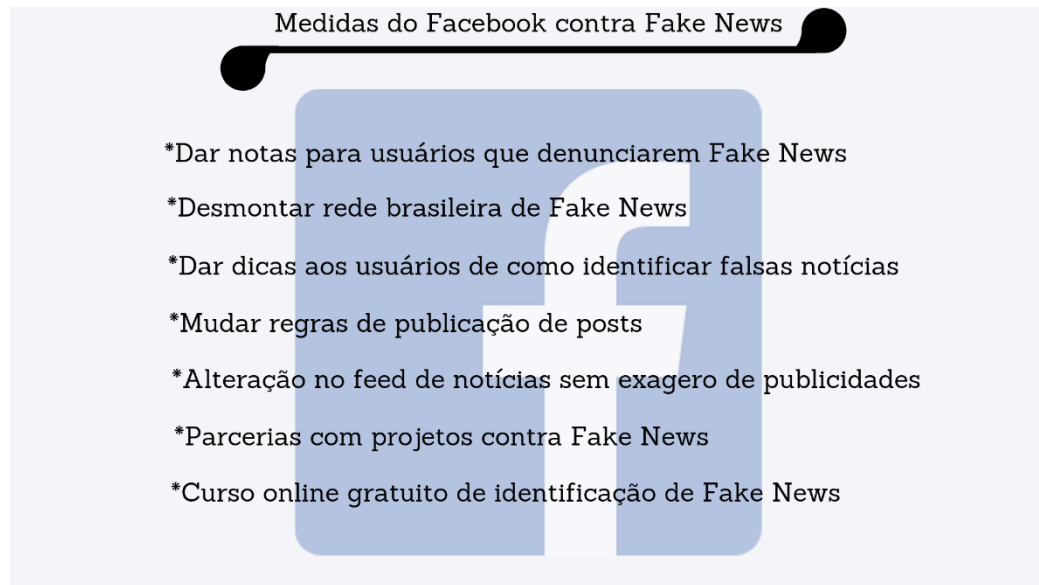 Medidas do Facebook contra Fake News
*Dar notas para usuários que denunciarem Fake News
*Desmontar rede brasileira de Fake News
*Dar dicas aos usuários de como identificar falsas notícias
*Mudar regras de publicação de posts
*Alteração no feed de notícias sem exagero de publicidades
*Parcerias com projetos contra Fake News
*Curso online gratuito de identificação de Fake News